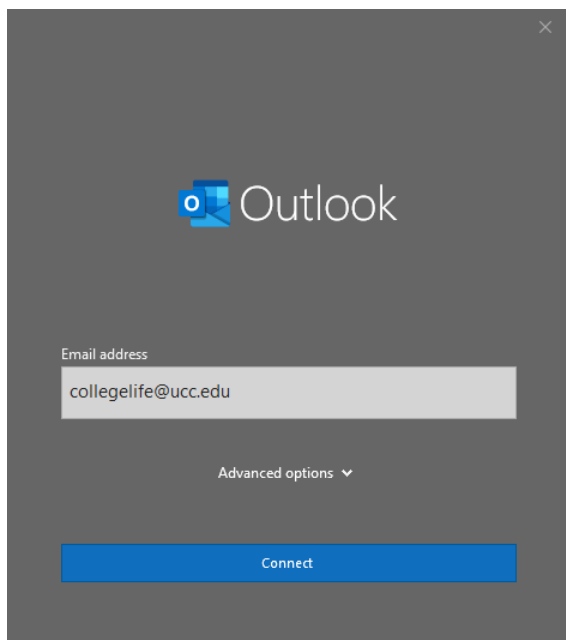 Outlook
Email address
collegelife@ucc.edu
Advanced options
Connect